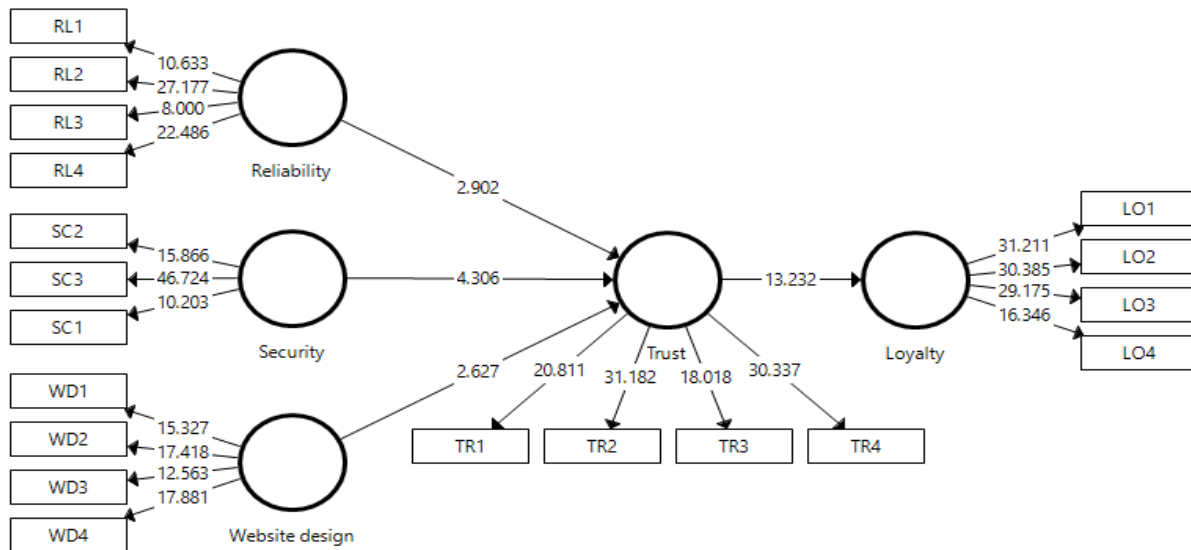 RL1
10.633
RL2
27.177
RL3
8.000
RL4
22.486
Reliability
2.902
SC2
15.866
SC3
46.724
SC1
10.203
Security
4.306
WD1
15.327
WD2
17.418
WD3
12.563
WD4
17.881
Website design
2.627
Trust
13.232
20.811
31.182
18.018
30.337
TR1
TR2
TR3
TR4
Loyalty
LO1
31.211
LO2
30.385
LO3
29.175
LO4
16.346